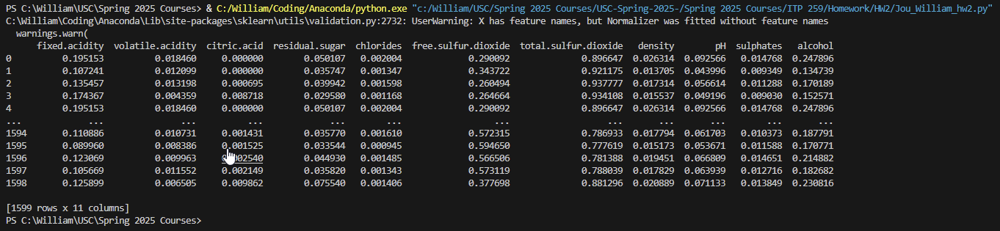 PS C:\William\USC\Spring 2025 Courses> & C:/William/Coding/Anaconda/python.exe "c:/William/USC/Spring 2025 Courses/USC-Spring-2025-/Spring 2025 Courses/ITP 259/Homework/HW2/Jou_William_hw2.py"
C:\William\Coding\Anaconda\Lib\site-packages\sklearn\utils\validation.py:2732: UserWarning: X has feature names, but Normalizer was fitted without feature names
  warnings.warn(
      fixed.acidity  volatile.acidity  citric.acid  residual.sugar  chlorides  free.sulfur.dioxide  total.sulfur.dioxide   density        pH  sulphates   alcohol
0          0.195153          0.018460     0.000000        0.050107   0.002004             0.290092              0.896647  0.026314  0.092566   0.014768  0.247896
1          0.107241          0.012099     0.000000        0.035747   0.001347             0.343722              0.921175  0.013705  0.043996   0.009349  0.134739
2          0.135457          0.013198     0.000695        0.039942   0.001598             0.260494              0.937777  0.017314  0.056614   0.011288  0.170189
3          0.174367          0.004359     0.008718        0.029580   0.001168             0.264664              0.934108  0.015537  0.049196   0.009030  0.152571
4          0.195153          0.018460     0.000000        0.050107   0.002004             0.290092              0.896647  0.026314  0.092566   0.014768  0.247896
...             ...               ...          ...             ...        ...                  ...                   ...       ...       ...        ...       ...
1594       0.110886          0.010731     0.001431        0.035770   0.001610             0.572315              0.786933  0.017794  0.061703   0.010373  0.187791
1595       0.089960          0.008386     0.001525        0.033544   0.000945             0.594650              0.777619  0.015173  0.053671   0.011588  0.170771
1596       0.123069          0.009963     0.002540        0.044930   0.001485             0.566506              0.781388  0.019451  0.066809   0.014651  0.214882
1597       0.105669          0.011552     0.002149        0.035820   0.001343             0.573119              0.788039  0.017829  0.063939   0.012716  0.182682
1598       0.125899          0.006505     0.009862        0.075540   0.001406             0.377698              0.881296  0.020889  0.071133   0.013849  0.230816
[1599 rows x 11 columns]
PS C:\William\USC\Spring 2025 Courses>